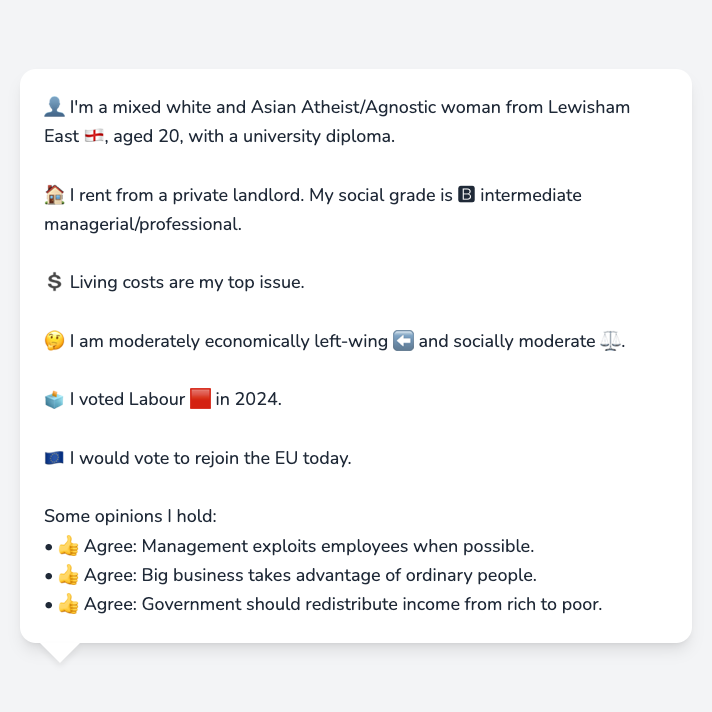 👤 I'm a mixed white and Asian Atheist/Agnostic woman from Lewisham
East 🏴󠁧󠁢󠁥󠁮󠁧󠁿, aged 20, with a university diploma.
🏠 I rent from a private landlord. My social grade is 🅱 intermediate
managerial/professional.
💲 Living costs are my top issue.
🤔 I am moderately economically left-wing ⬅️ and socially moderate ⚖️.
🗳️ I voted Labour 🟥 in 2024.
🇪🇺 I would vote to rejoin the EU today.
Some opinions I hold:
• 👍 Agree: Management exploits employees when possible.
• 👍 Agree: Big business takes advantage of ordinary people.
• 👍 Agree: Government should redistribute income from rich to poor.